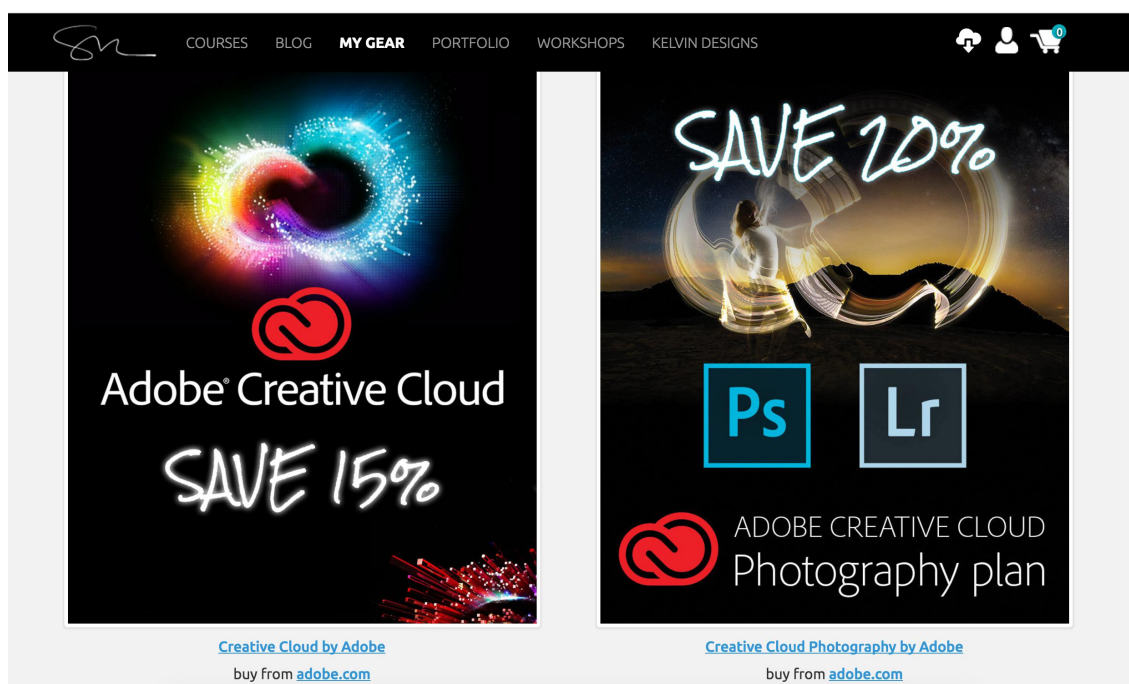 COURSES BLOG MY GEAR PORTFOLIO WORKSHOPS KELVIN DESIGNS 0
Adobe® Creative Cloud
SAVE 15%
Creative Cloud by Adobe
buy from adobe.com
SAVE 20%
Ps Lr
ADOBE CREATIVE CLOUD
Photography plan
Creative Cloud Photography by Adobe
buy from adobe.com